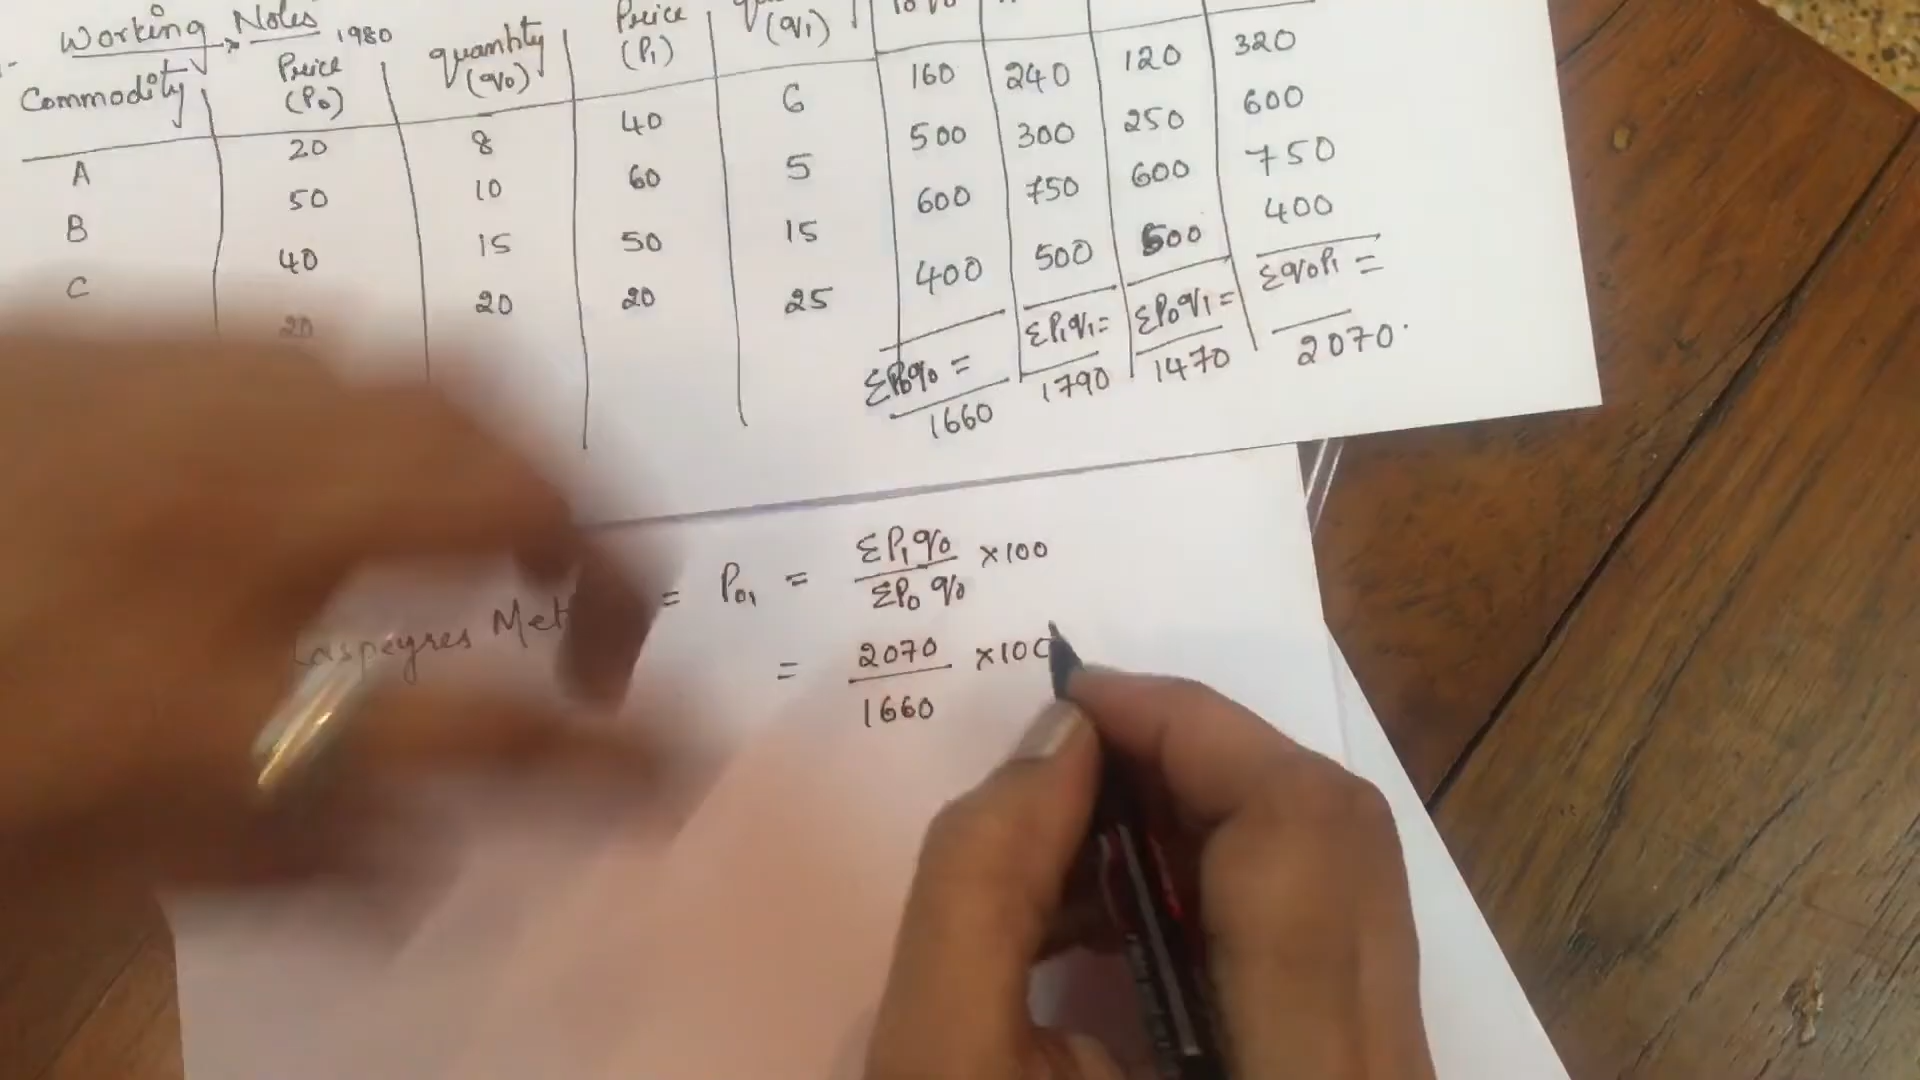 Working Notes
1980
Commodity Price (P0) quantity (q0) Price (P1) (q1)
A 20 8 40 6 160 240 120 320
B 50 10 60 5 500 300 250 600
C 40 15 50 15 600 750 600 750
20 20 20 25 400 500 500 400
ΣP0q0 = 1660 ΣP1q1 = 1790 ΣP0q1 = 1470 Σq0P1 = 2070.
Laspeyres = P01 = ΣP1q0 / ΣP0q0 ×100
= 2070 / 1660 ×100